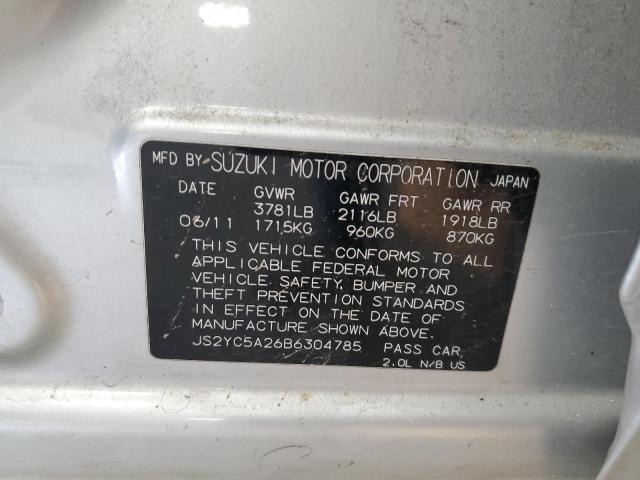 MFD BY SUZUKI MOTOR CORPORATION JAPAN
DATE GVWR GAWR FRT GAWR RR
3781LB 2116LB 1918LB
06/11 1715KG 960KG 870KG
THIS VEHICLE CONFORMS TO ALL
APPLICABLE FEDERAL MOTOR
VEHICLE SAFETY, BUMPER AND
THEFT PREVENTION STANDARDS
IN EFFECT ON THE DATE OF
MANUFACTURE SHOWN ABOVE.
JS2YC5A26B6304785 PASS CAR
2.0L N/B US